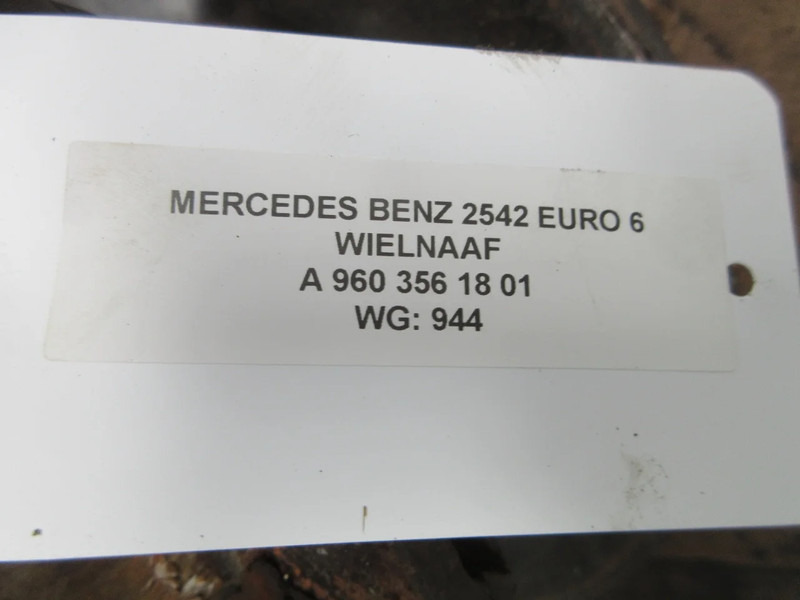 MERCEDES BENZ 2542 EURO 6
WIELNAAF
A 960 356 18 01
WG: 944